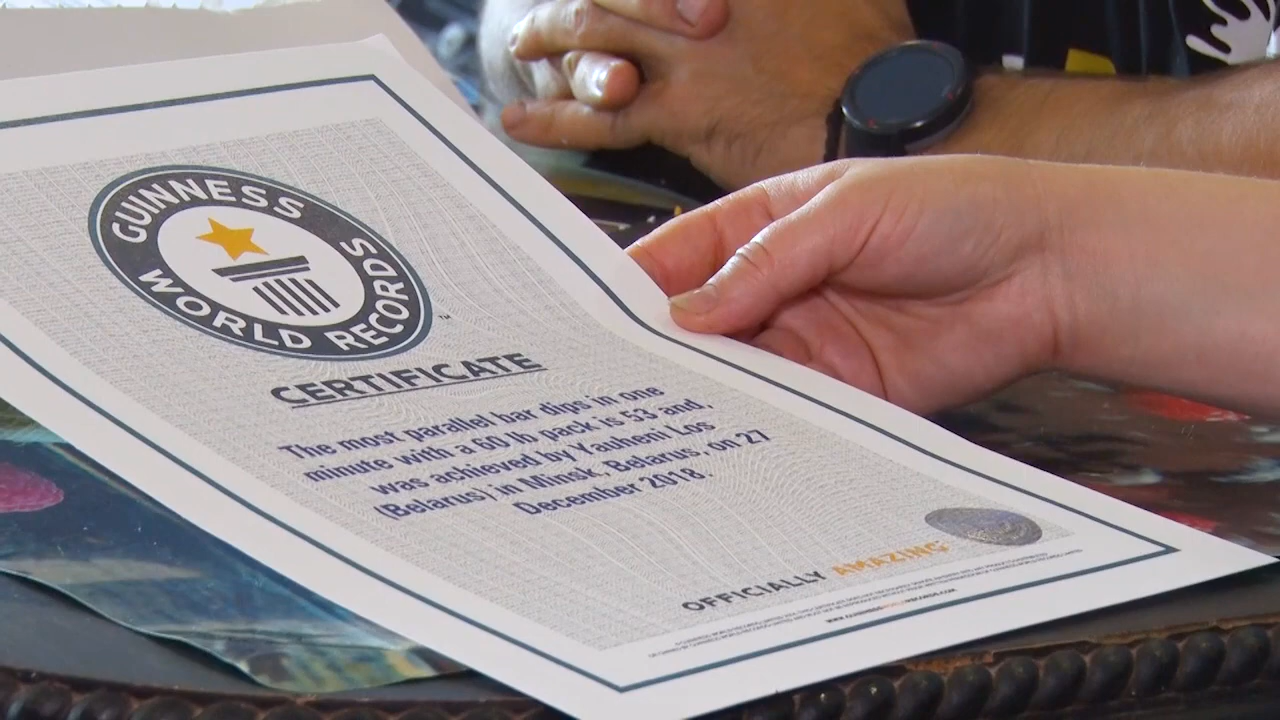 GUINNESS
WORLD RECORDS
™
CERTIFICATE
The most parallel bar dips in one
minute with a 60 lb pack is 53 and,
was achieved by Yauheni Los
(Belarus) in Minsk, Belarus, on 27
December 2018
OFFICIALLY AMAZING